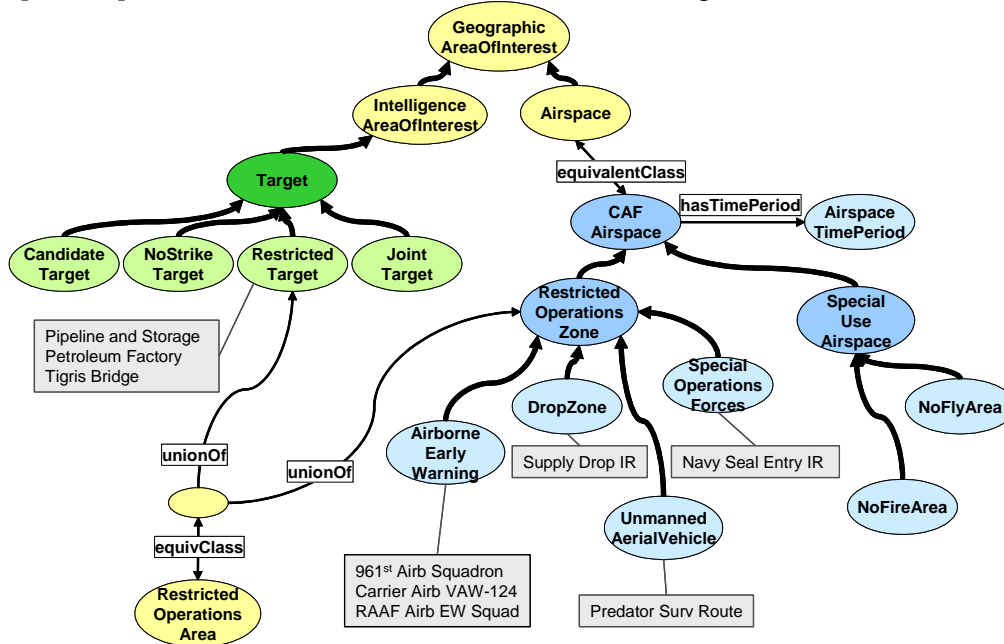 Geographic
AreaOfInterest
Intelligence
AreaOfInterest
Airspace
equivalentClass
Target
hasTimePeriod
CAF
Airspace
Airspace
TimePeriod
Candidate
Target
NoStrike
Target
Restricted
Target
Joint
Target
Restricted
Operations
Zone
Special
Use
Airspace
Pipeline and Storage
Petroleum Factory
Tigris Bridge
Special
Operations
Forces
DropZone
NoFlyArea
Airborne
Early
Warning
unionOf
unionOf
Supply Drop IR
Navy Seal Entry IR
NoFireArea
Unmanned
AerialVehicle
equivClass
961st Airb Squadron
Carrier Airb VAW-124
RAAF Airb EW Squad
Predator Surv Route
Restricted
Operations
Area